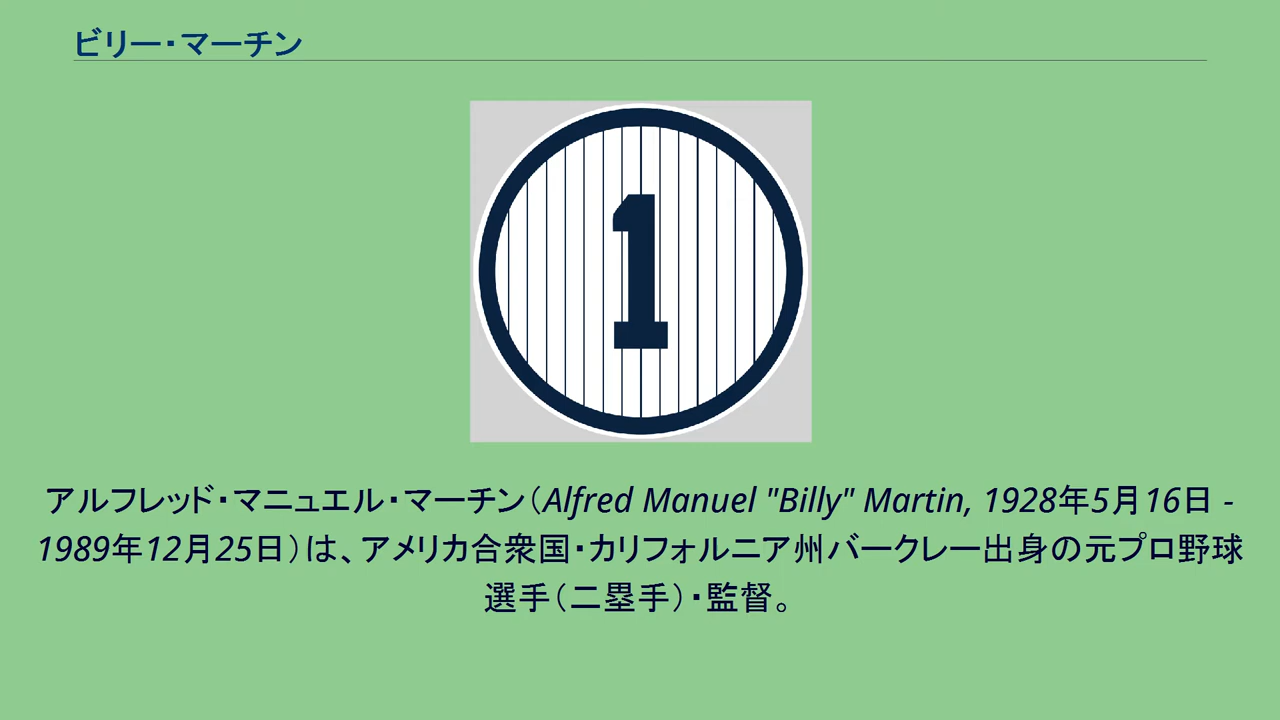 ビリー・マーチン
1
アルフレッド・マニュエル・マーチン（Alfred Manuel "Billy" Martin, 1928年5月16日 -
1989年12月25日）は、アメリカ合衆国・カリフォルニア州バークレー出身の元プロ野球
選手（二塁手）・監督。